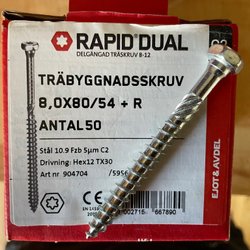 RAPID® DUAL
DELGÄNGAD TRÄSKRUV 8-12
TRÄBYGGNADSSKRUV
8,0X80/54 + R
ANTAL 50
Stål 10.9 Fzb 5µm C2
Drivning: Hex12 TX30
Art nr 904704
667890
EJOT & AVDEL